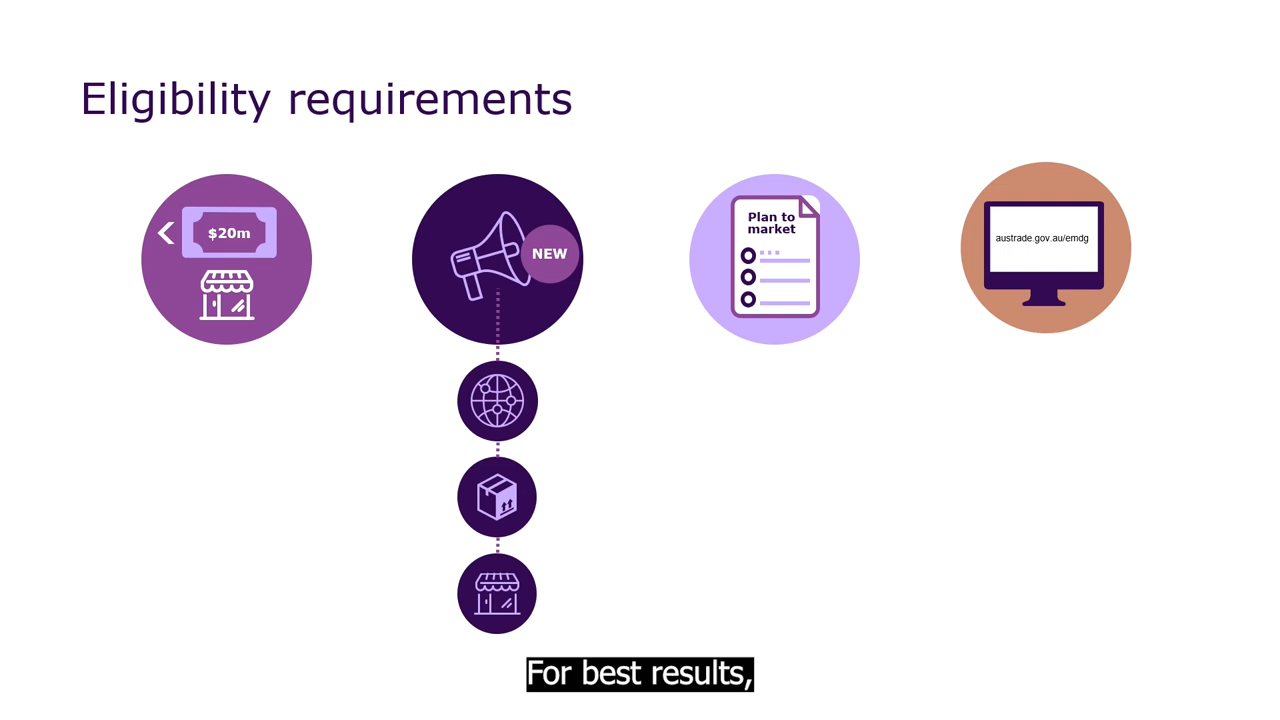 Eligibility requirements
$20m
NEW
Plan to
market
austrade.gov.au/emdg
For best results,